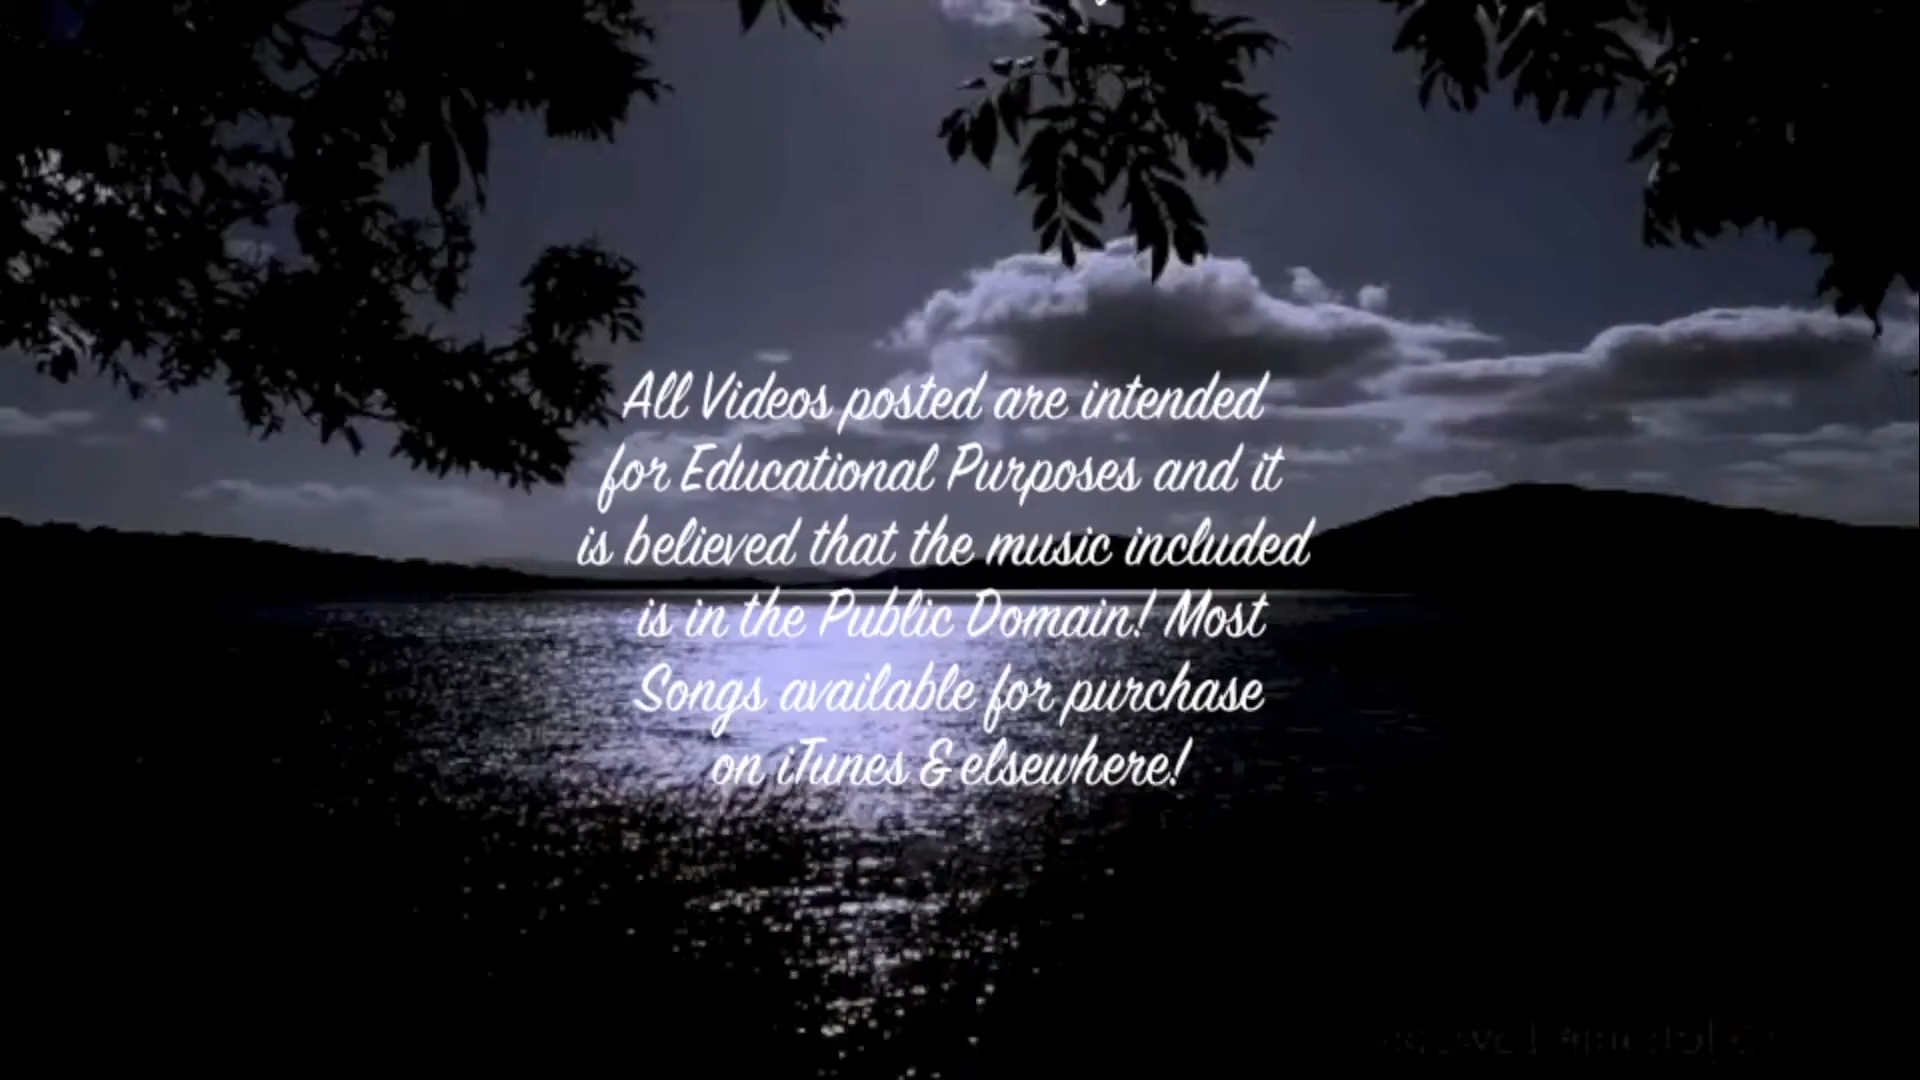 All Videos posted are intended
for Educational Purposes and it
is believed that the music included
is in the Public Domain! Most
Songs available for purchase
on iTunes & elsewhere!